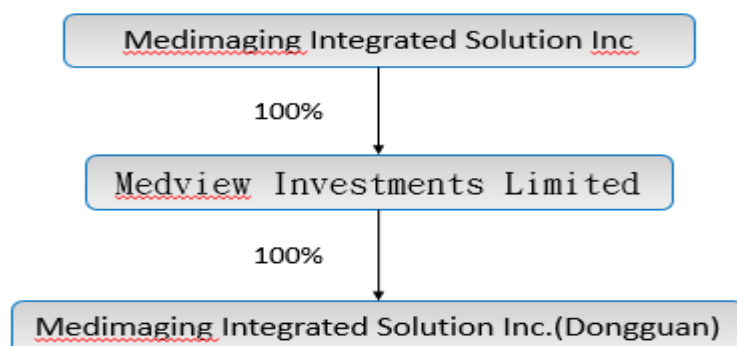 Medimaging Integrated Solution Inc
100%
Medview Investments Limited
100%
Medimaging Integrated Solution Inc.(Dongguan)